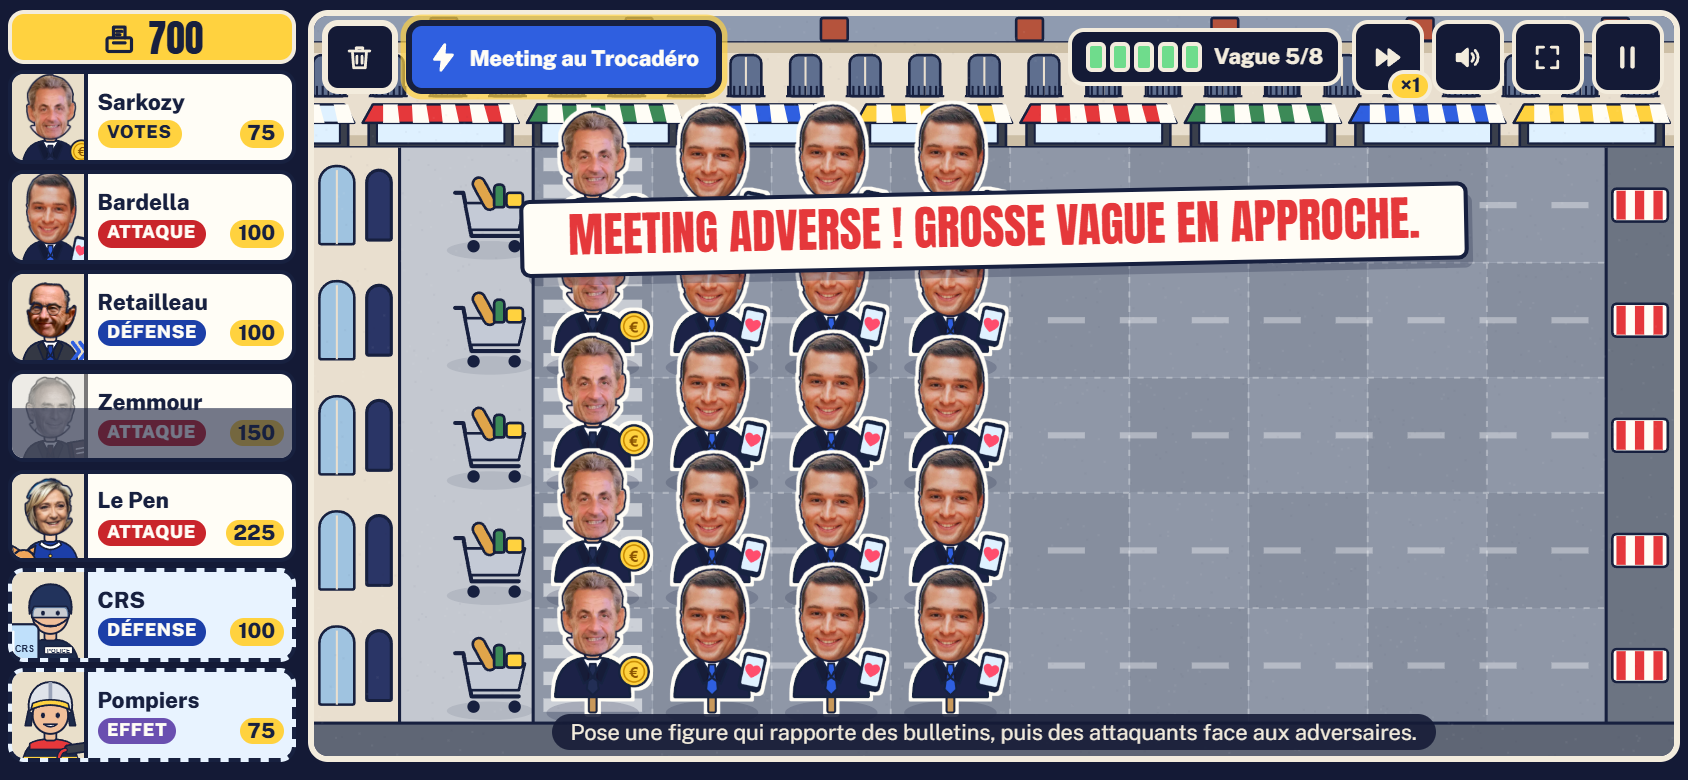 700
Sarkozy
VOTES 75
Bardella
ATTAQUE 100
Retailleau
DÉFENSE 100
Zemmour
ATTAQUE 150
Le Pen
ATTAQUE 225
CRS
DÉFENSE 100
CRS POLICE
Pompiers
EFFET 75
Meeting au Trocadéro
Vague 5/8
×1
MEETING ADVERSE ! GROSSE VAGUE EN APPROCHE.
Pose une figure qui rapporte des bulletins, puis des attaquants face aux adversaires.